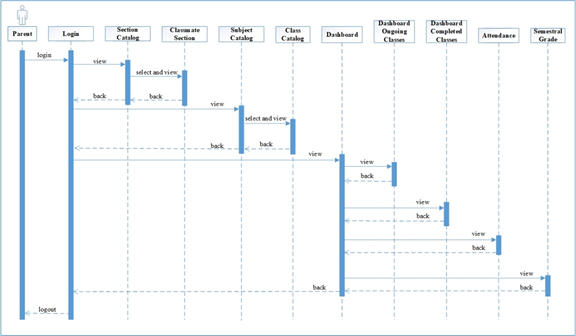 Parent
Login
Section
Catalog
Classmate
Section
Subject
Catalog
Class
Catalog
Dashboard
Dashboard
Ongoing
Classes
Dashboard
Completed
Classes
Attendance
Semestral
Grade
login
view
select and view
back
back
view
select and view
back
back
view
view
back
view
back
view
back
view
back
back
logout